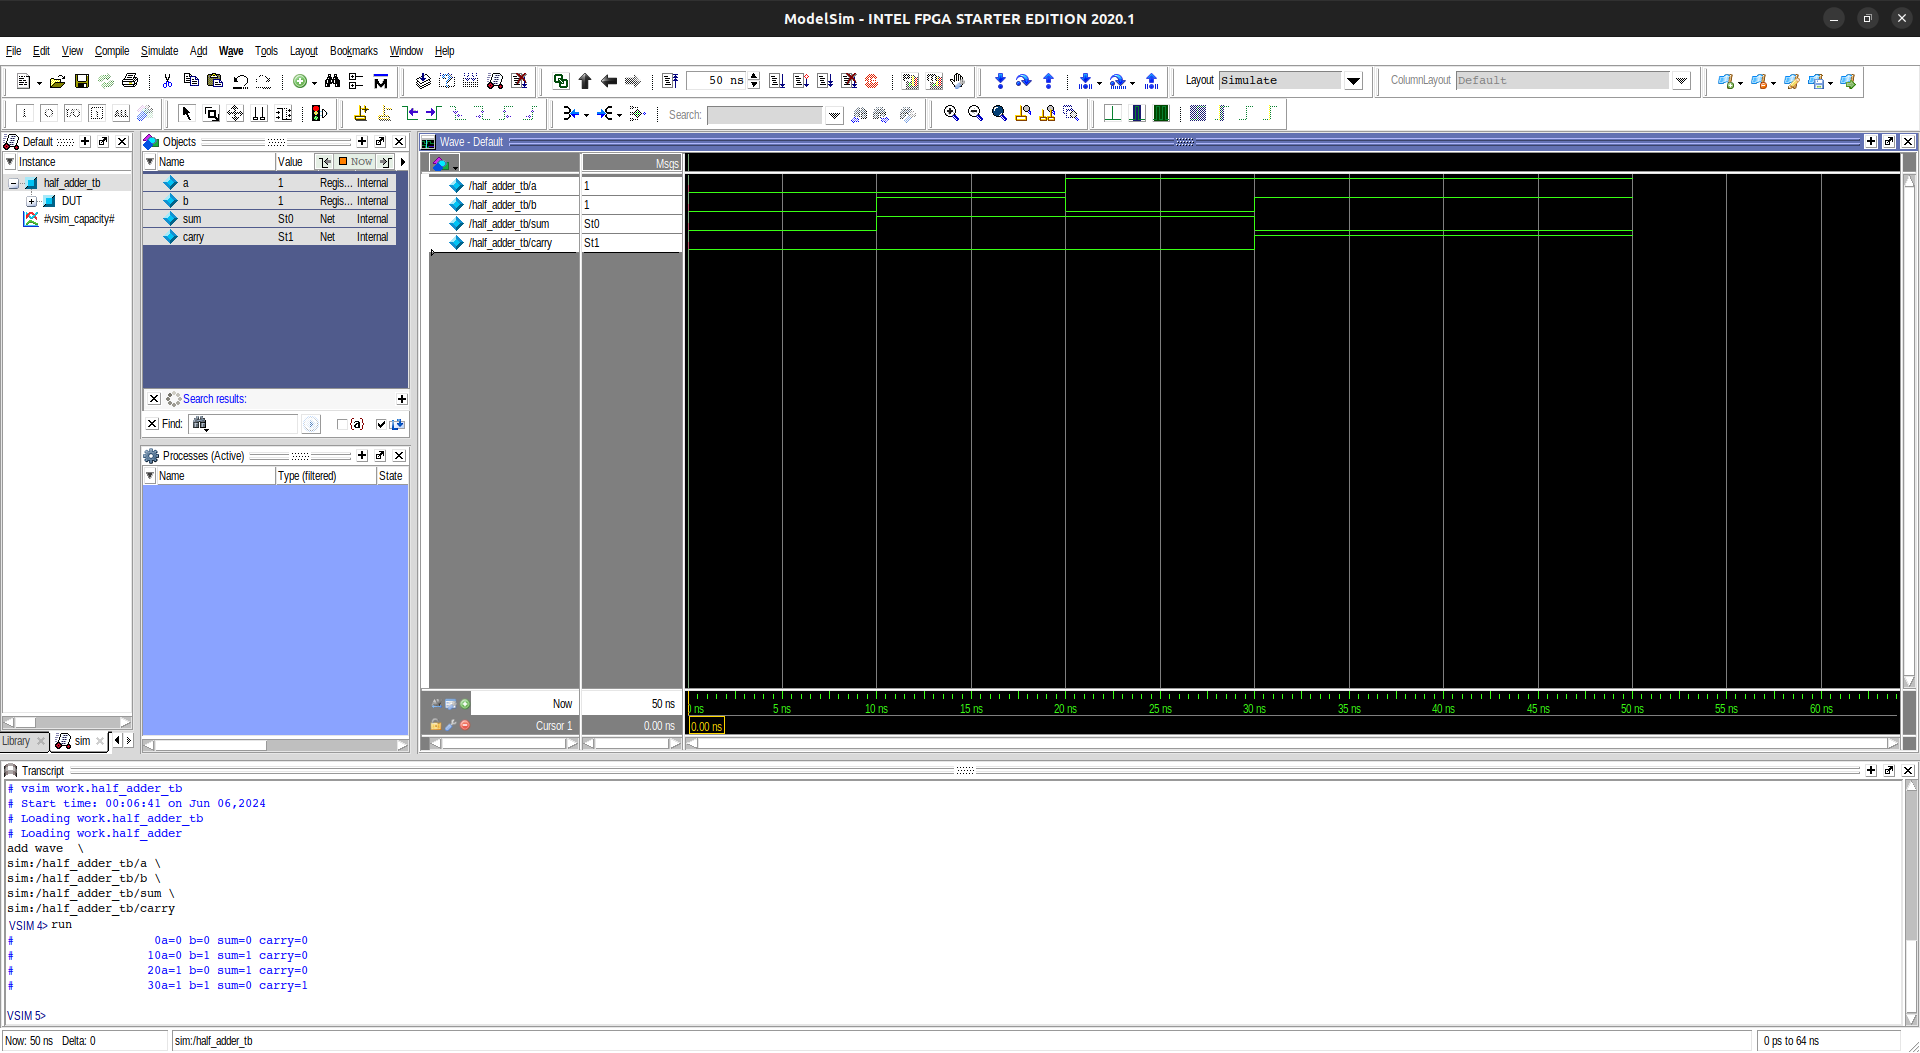 ModelSim - INTEL FPGA STARTER EDITION 2020.1
File Edit View Compile Simulate Add Wave Tools Layout Bookmarks Window Help
50 ns
Layout Simulate
ColumnLayout Default
Search:
Default
Instance
half_adder_tb
DUT
#vsim_capacity#
Library
sim
Objects
Name Value Now
a 1 Regis... Internal
b 1 Regis... Internal
sum St0 Net Internal
carry St1 Net Internal
Search results:
Find: {a}
Processes (Active)
Name Type (filtered) State
Wave - Default
Msgs
/half_adder_tb/a 1
/half_adder_tb/b 1
/half_adder_tb/sum St0
/half_adder_tb/carry St1
Now 50 ns
Cursor 1 0.00 ns
ns 5 ns 10 ns 15 ns 20 ns 25 ns 30 ns 35 ns 40 ns 45 ns 50 ns 55 ns 60 ns
0.00 ns
Transcript
# vsim work.half_adder_tb
# Start time: 00:06:41 on Jun 06,2024
# Loading work.half_adder_tb
# Loading work.half_adder
add wave  \
sim:/half_adder_tb/a \
sim:/half_adder_tb/b \
sim:/half_adder_tb/sum \
sim:/half_adder_tb/carry
VSIM 4> run
# 0a=0 b=0 sum=0 carry=0
# 10a=0 b=1 sum=1 carry=0
# 20a=1 b=0 sum=1 carry=0
# 30a=1 b=1 sum=0 carry=1
VSIM 5>
Now: 50 ns Delta: 0
sim:/half_adder_tb
0 ps to 64 ns